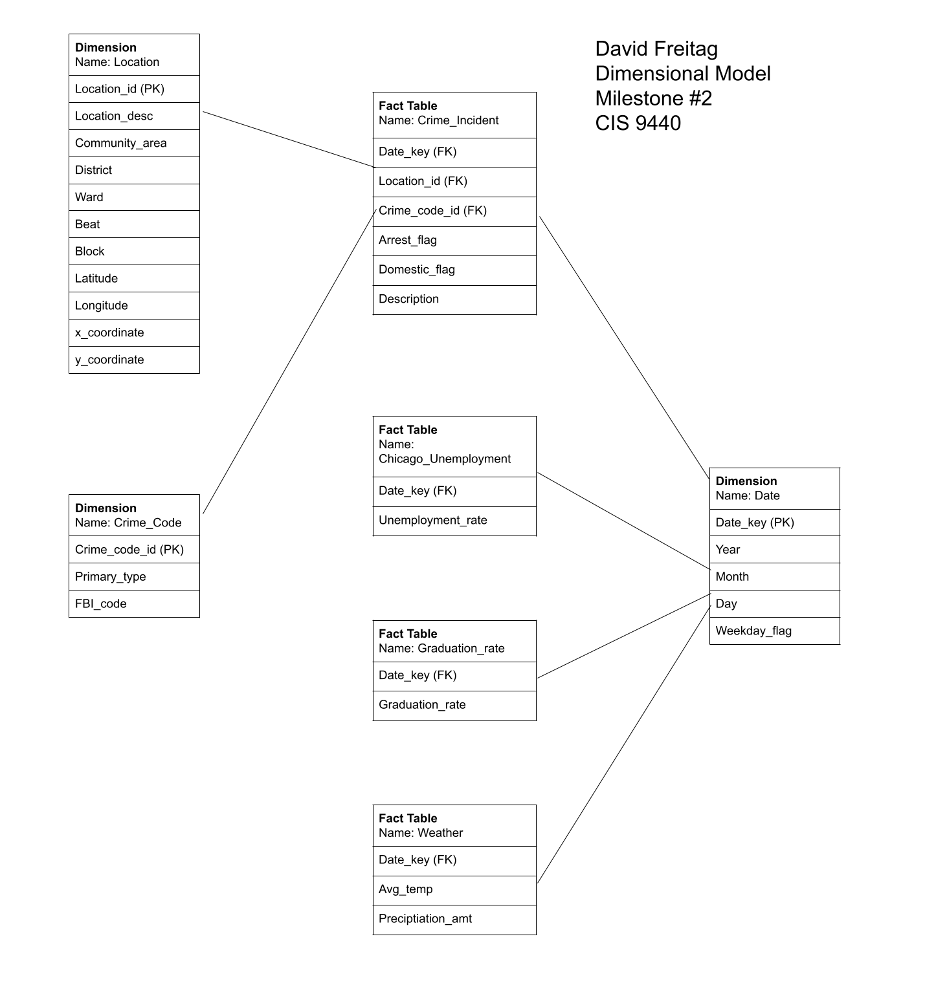 David Freitag
Dimensional Model
Milestone #2
CIS 9440
Dimension
Name: Location
Location_id (PK)
Location_desc
Community_area
District
Ward
Beat
Block
Latitude
Longitude
x_coordinate
y_coordinate
Fact Table
Name: Crime_Incident
Date_key (FK)
Location_id (FK)
Crime_code_id (FK)
Arrest_flag
Domestic_flag
Description
Dimension
Name: Crime_Code
Crime_code_id (PK)
Primary_type
FBI_code
Fact Table
Name:
Chicago_Unemployment
Date_key (FK)
Unemployment_rate
Dimension
Name: Date
Date_key (PK)
Year
Month
Day
Weekday_flag
Fact Table
Name: Graduation_rate
Date_key (FK)
Graduation_rate
Fact Table
Name: Weather
Date_key (FK)
Avg_temp
Preciptiation_amt